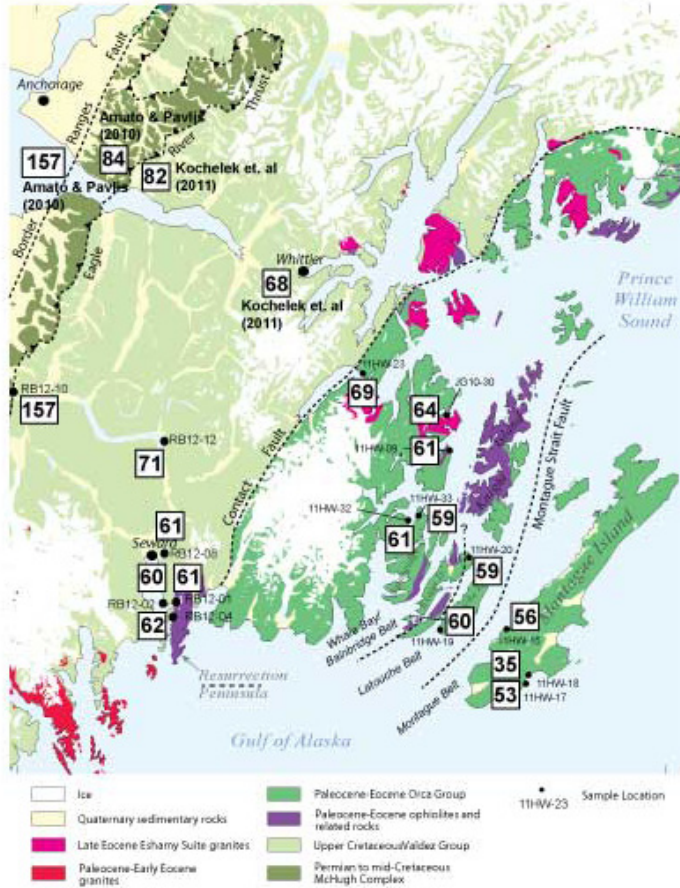 Anchorage
Ranges
Fault
Amato & Pavlis
(2010)
84
River
Thrust
157
Amato & Pavlis
(2010)
82
Kochelek et. al
(2011)
Border
Eagle
Whittier
68
Kochelek et. al
(2011)
Prince
William
Sound
11HW-23
69
JG10-30
64
RB12-10
157
RB12-12
71
11HW-09
61
Knight
Contact
Fault
?
Montague Strait Fault
11HW-32
11HW-33
59
61
?
11HW-20
59
61
Seward
RB12-08
60
61
RB12-02
RB12-01
RB12-04
62
Montague Island
56
11HW-15
60
11HW-19
Whale Bay/
Bainbridge Belt
Latouche Belt
Montague Belt
35
11HW-18
53
11HW-17
Resurrection
Peninsula
Gulf of Alaska
Ice
Quaternary sedimentary rocks
Late Eocene Eshamy Suite granites
Paleocene-Early Eocene
granites
Paleocene-Eocene Orca Group
Paleocene-Eocene ophiolites and
related rocks
Upper CretaceousValdez Group
Permian to mid-Cretaceous
McHugh Complex
11HW-23
Sample Location